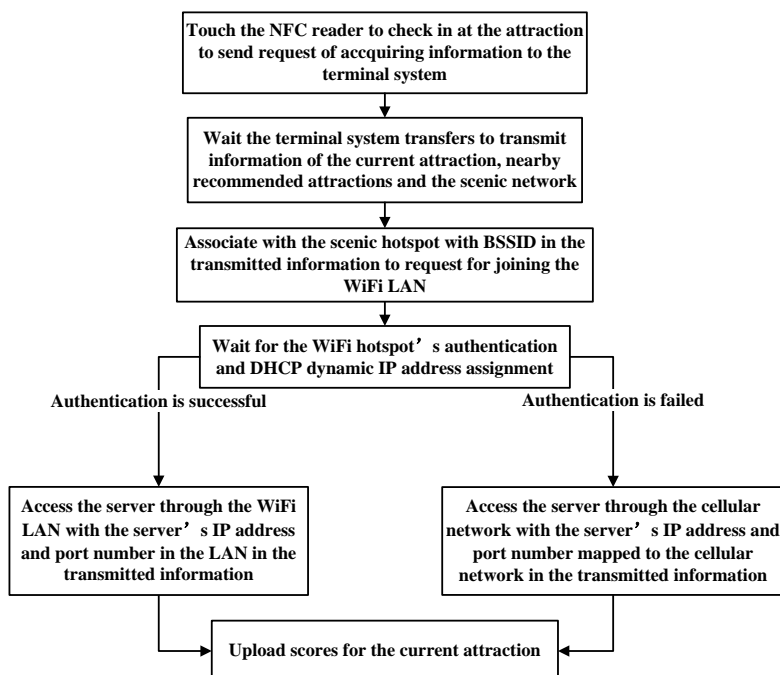 Touch the NFC reader to check in at the attraction
to send request of accquiring information to the
terminal system
Wait the terminal system transfers to transmit
information of the current attraction, nearby
recommended attractions and the scenic network
Associate with the scenic hotspot with BSSID in the
transmitted information to request for joining the
WiFi LAN
Wait for the WiFi hotspot’s authentication
and DHCP dynamic IP address assignment
Authentication is successful
Authentication is failed
Access the server through the WiFi
LAN with the server’s IP address
and port number in the LAN in the
transmitted information
Access the server through the cellular
network with the server’s IP address and
port number mapped to the cellular
network in the transmitted information
Upload scores for the current attraction